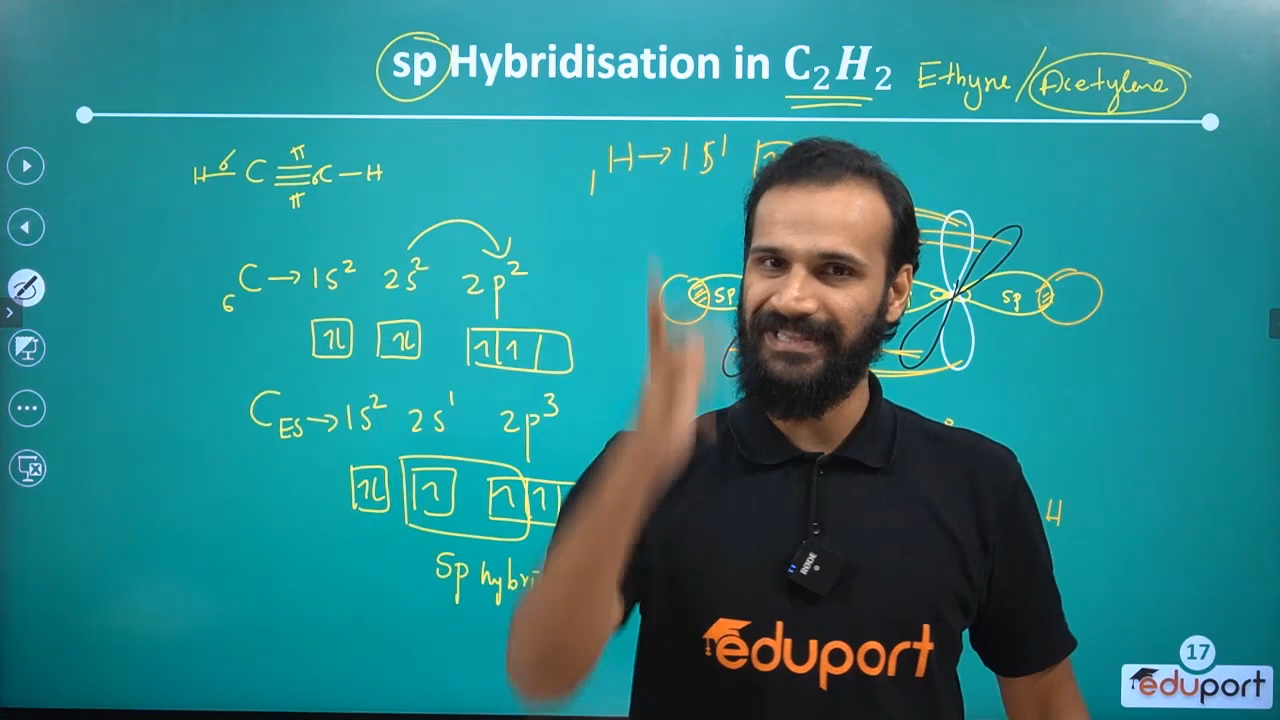 sp Hybridisation in C₂H₂ Ethyne/Acetylene
H σ C π π C — H
₁H → 1s¹
₆C → 1s² 2s² 2p²
sp sp
C ES → 1s² 2s¹ 2p³
H
Sp
RODE
eduport
17
eduport